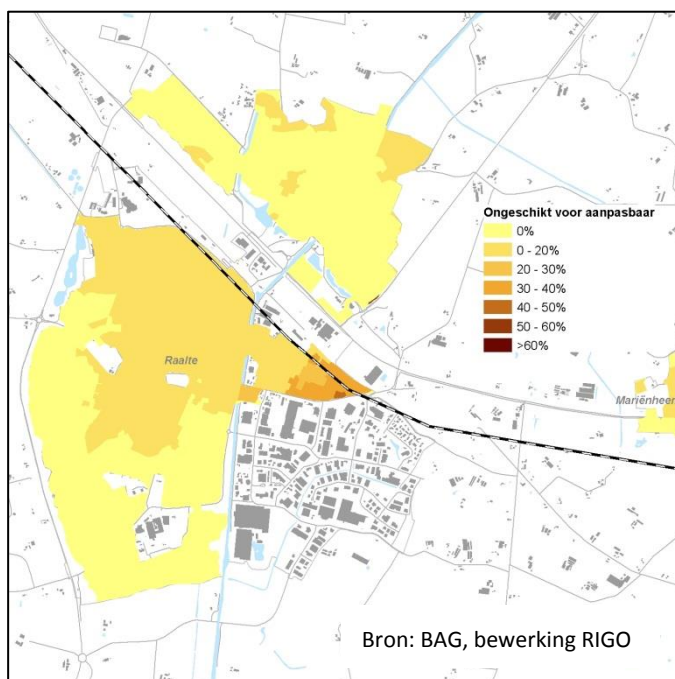 Ongeschikt voor aanpasbaar
0%
0 - 20%
20 - 30%
30 - 40%
40 - 50%
50 - 60%
>60%
Raalte
Mariënheem
Bron: BAG, bewerking RIGO